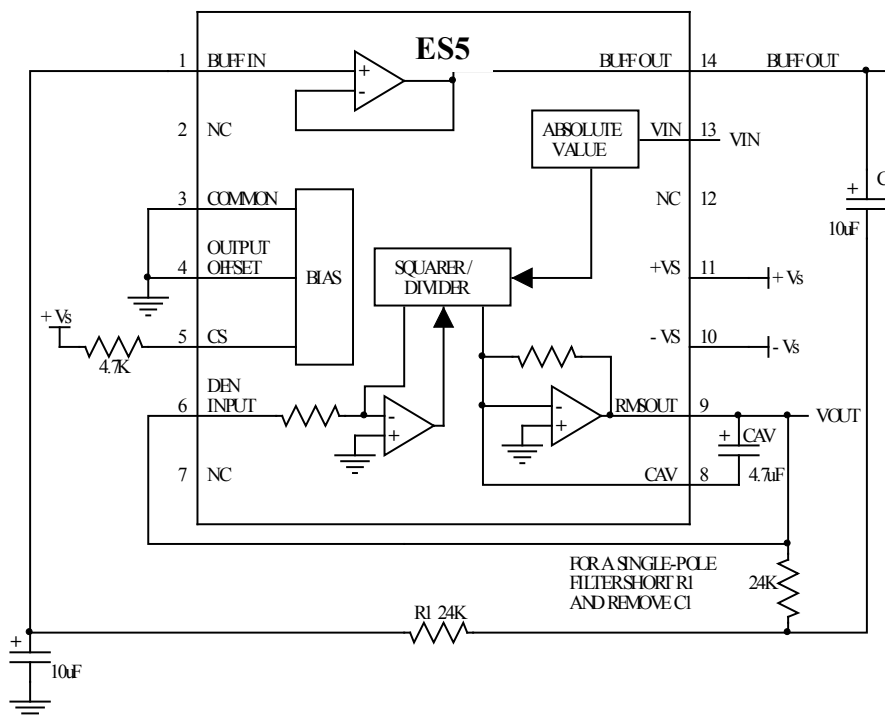 ES5
1 BUFF IN
BUFF OUT 14 BUFF OUT
2 NC
ABSOLUTE
VALUE
VIN 13 VIN
3 COMMON
NC 12
C
+
10uF
4 OUTPUT
OFFSET
BIAS
SQUARER/
DIVIDER
+VS 11 + Vs
+ Vs
4.7K
5 CS
- VS 10 - Vs
6 DEN
INPUT
RMSOUT 9 VOUT
+ CAV
4.7uF
7 NC
CAV 8
FOR A SINGLE-POLE
FILTER SHORT R1
AND REMOVE C1
24K
R1 24K
+
10uF
+
-
-
+
-
+